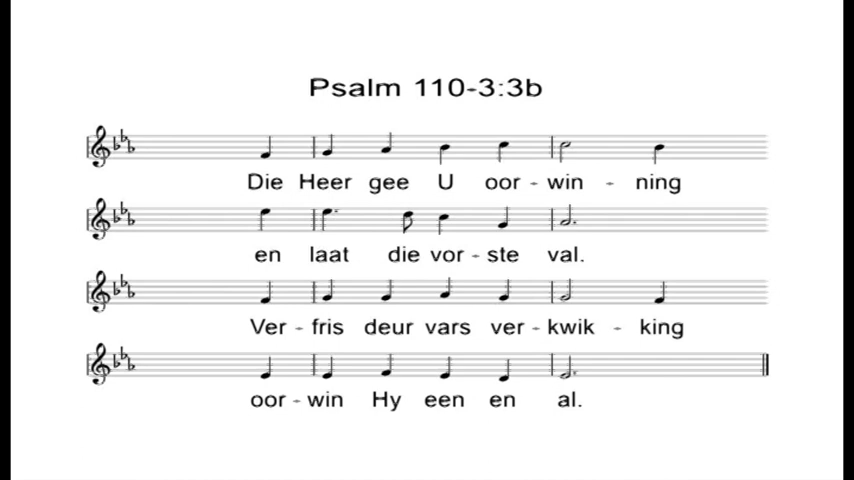 Psalm 110-3:3b
Die Heer gee U oor - win - ning
en laat die vor - ste val.
Ver - fris deur vars ver - kwik - king
oor - win Hy een en al.